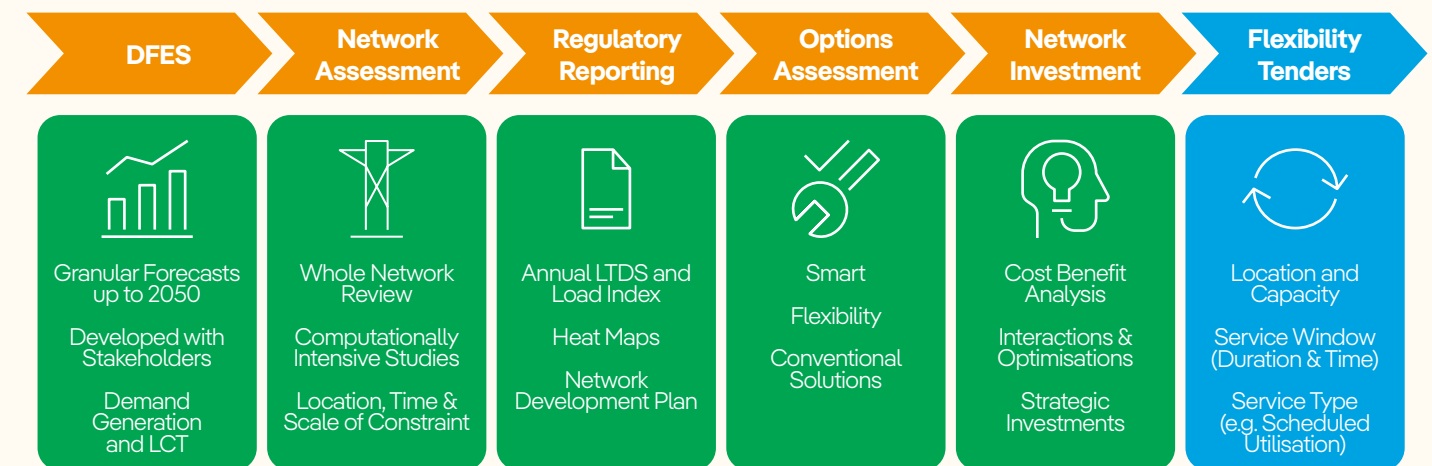 DFES
Network
Assessment
Regulatory
Reporting
Options
Assessment
Network
Investment
Flexibility
Tenders
Granular Forecasts
up to 2050
Developed with
Stakeholders
Demand
Generation
and LCT
Whole Network
Review
Computationally
Intensive Studies
Location, Time &
Scale of Constraint
Annual LTDS and
Load Index
Heat Maps
Network
Development Plan
Smart
Flexibility
Conventional
Solutions
Cost Benefit
Analysis
Interactions &
Optimisations
Strategic
Investments
Location and
Capacity
Service Window
(Duration & Time)
Service Type
(e.g. Scheduled
Utilisation)